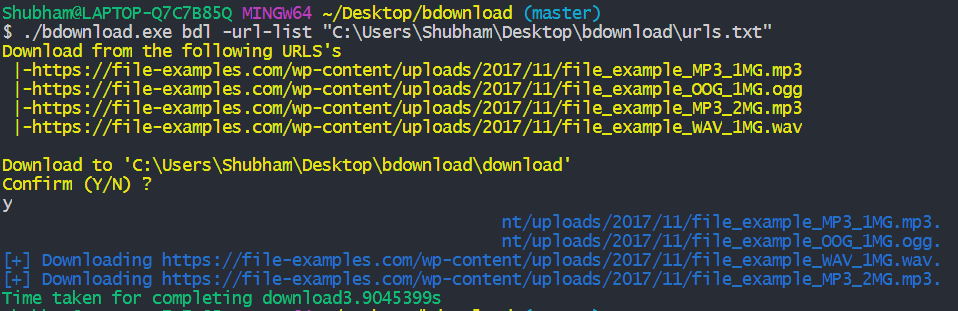 Shubham@LAPTOP-Q7C7B85Q MINGW64 ~/Desktop/bdownload (master)
$ ./bdownload.exe bdl -url-list "C:\Users\Shubham\Desktop\bdownload\urls.txt"
Download from the following URLS's
|-https://file-examples.com/wp-content/uploads/2017/11/file_example_MP3_1MG.mp3
|-https://file-examples.com/wp-content/uploads/2017/11/file_example_OOG_1MG.ogg
|-https://file-examples.com/wp-content/uploads/2017/11/file_example_MP3_2MG.mp3
|-https://file-examples.com/wp-content/uploads/2017/11/file_example_WAV_1MG.wav
Download to 'C:\Users\Shubham\Desktop\bdownload\download'
Confirm (Y/N) ?
y
nt/uploads/2017/11/file_example_MP3_1MG.mp3.
nt/uploads/2017/11/file_example_OOG_1MG.ogg.
[+] Downloading https://file-examples.com/wp-content/uploads/2017/11/file_example_WAV_1MG.wav.
[+] Downloading https://file-examples.com/wp-content/uploads/2017/11/file_example_MP3_2MG.mp3.
Time taken for completing download3.9045399s